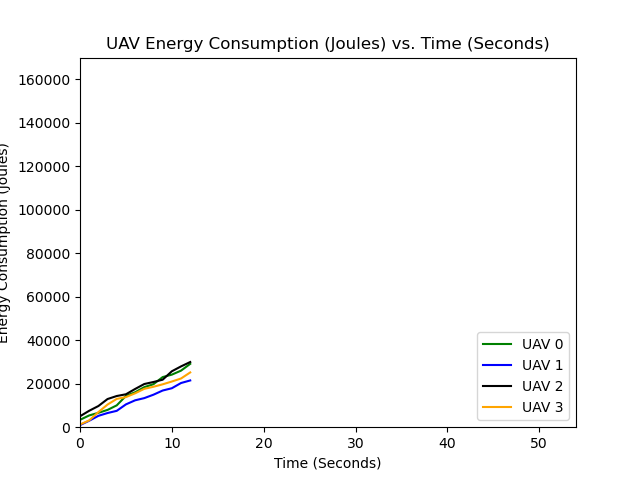 UAV Energy Consumption (Joules) vs. Time (Seconds)
Energy Consumption (Joules)
160000
140000
120000
100000
80000
60000
40000
20000
0
0 10 20 30 40 50
Time (Seconds)
UAV 0
UAV 1
UAV 2
UAV 3